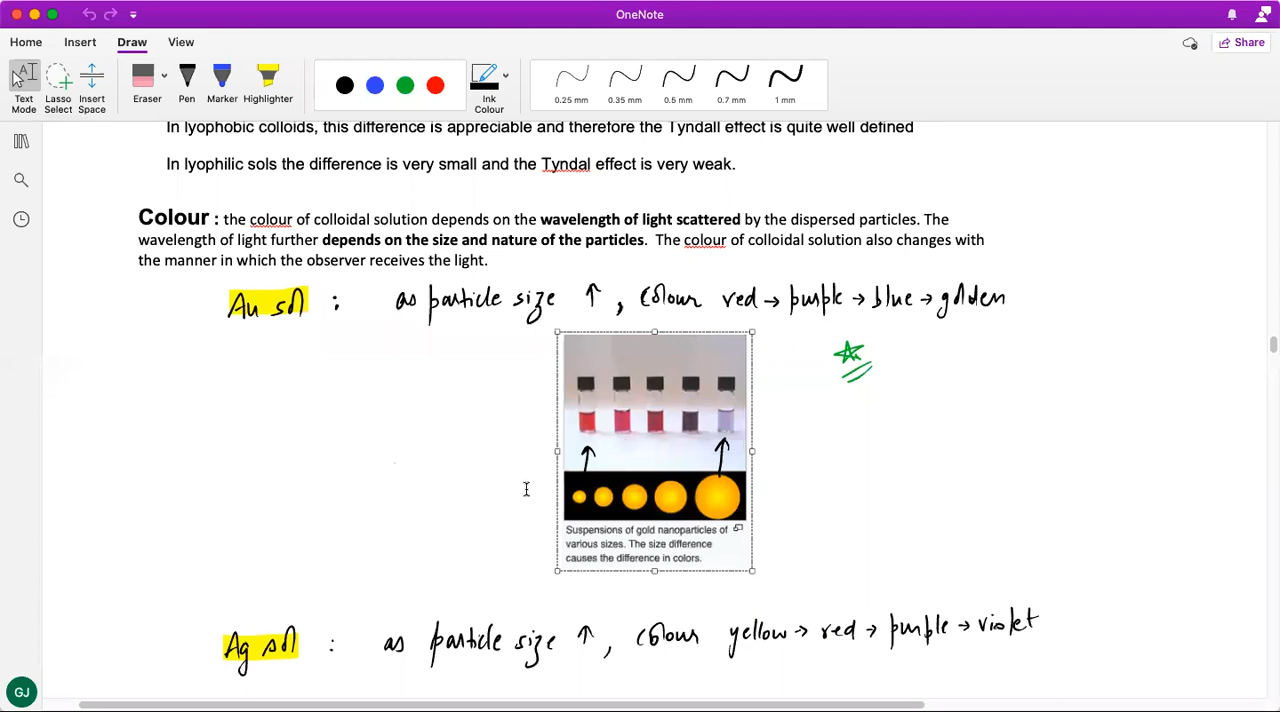 OneNote
Home Insert Draw View
Share
Text Mode
Lasso Select
Insert Space
Eraser
Pen
Marker
Highlighter
Ink Colour
0.25 mm 0.35 mm 0.5 mm 0.7 mm 1 mm
In lyophobic colloids, this difference is appreciable and therefore the Tyndall effect is quite well defined
In lyophilic sols the difference is very small and the Tyndal effect is very weak.
Colour : the colour of colloidal solution depends on the wavelength of light scattered by the dispersed particles. The
wavelength of light further depends on the size and nature of the particles. The colour of colloidal solution also changes with
the manner in which the observer receives the light.
Au sol : as particle size ↑ , colour red → purple → blue → golden
Suspensions of gold nanoparticles of
various sizes. The size difference
causes the difference in colors.
Ag sol : as particle size ↑ , colour yellow → red → purple → violet
GJ